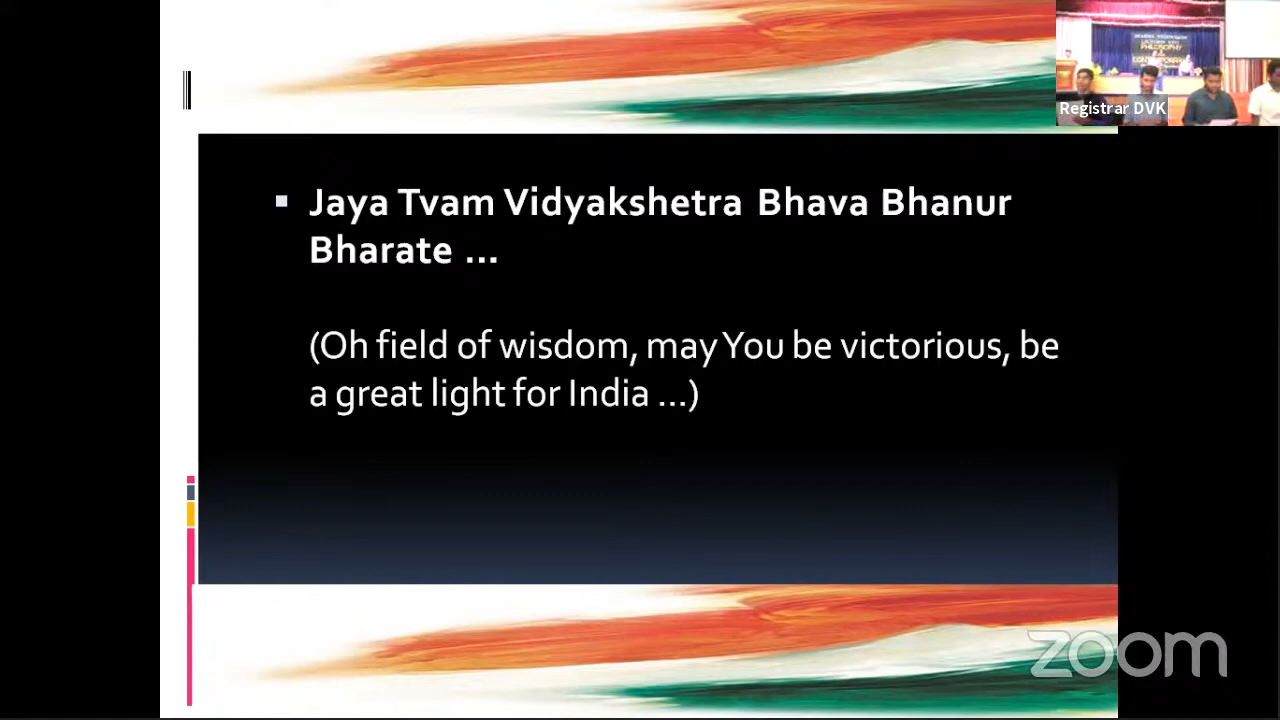 Jaya Tvam Vidyakshetra Bhava Bhanur
Bharate ...
(Oh field of wisdom, may You be victorious, be
a great light for India ...)
PHILOSOPHY
Registrar DVK
zoom